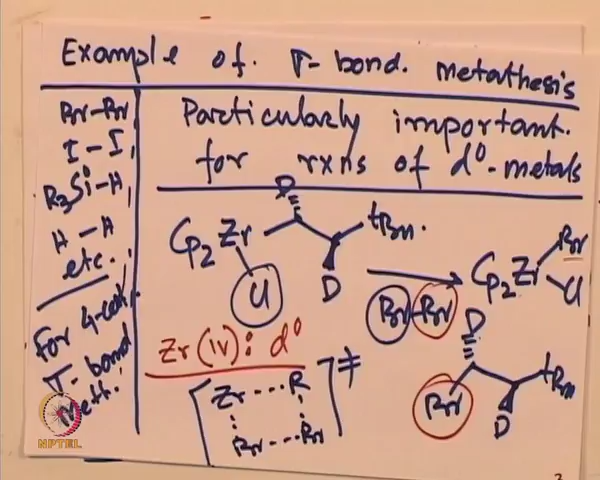 Example of σ-bond metathesis
Br-Br,
I-I,
R3Si-H,
H-H
etc.
For 4-cent.
σ-bond
Meth.
Particularly important
for rxns of d⁰-metals
D
tBu
Cp2Zr
Cl
D
Br-Br
Br
Cp2Zr
Cl
Zr(IV): d⁰
[Zr---R
Br---Br]‡
D
tBu
Br
D
NPTEL